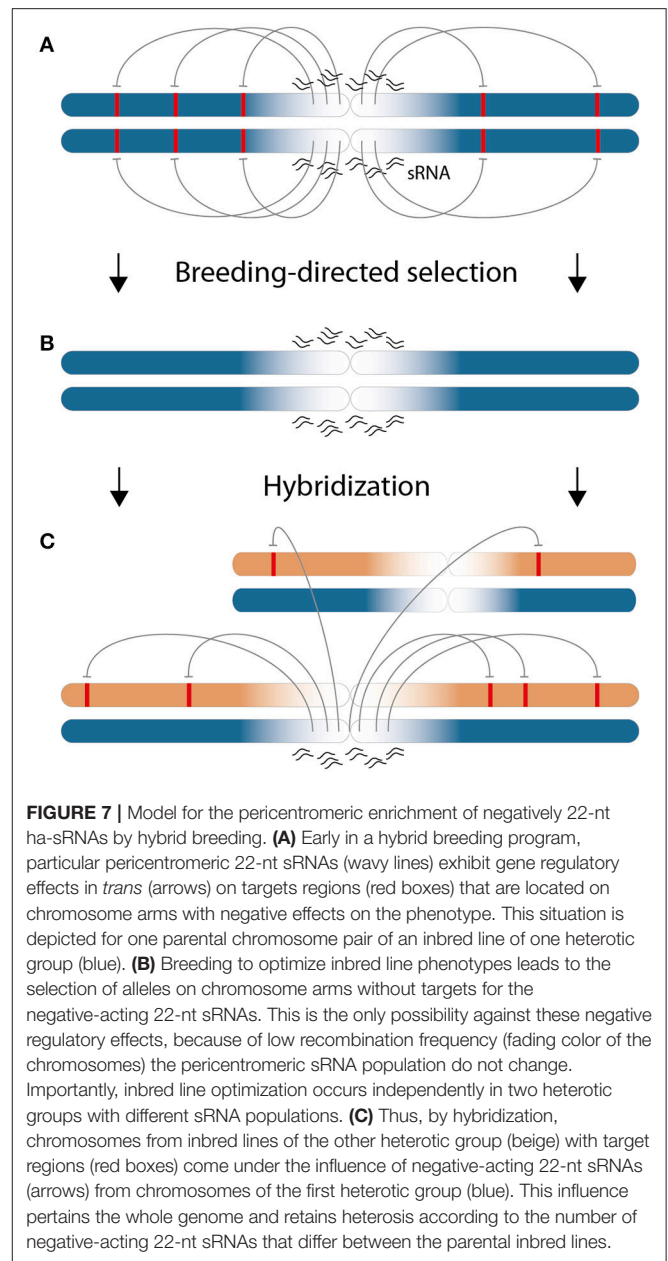 A
sRNA
Breeding-directed selection
B
Hybridization
C
FIGURE 7 | Model for the pericentromeric enrichment of negatively 22-nt
ha-sRNAs by hybrid breeding. (A) Early in a hybrid breeding program,
particular pericentromeric 22-nt sRNAs (wavy lines) exhibit gene regulatory
effects in trans (arrows) on targets regions (red boxes) that are located on
chromosome arms with negative effects on the phenotype. This situation is
depicted for one parental chromosome pair of an inbred line of one heterotic
group (blue). (B) Breeding to optimize inbred line phenotypes leads to the
selection of alleles on chromosome arms without targets for the
negative-acting 22-nt sRNAs. This is the only possibility against these negative
regulatory effects, because of low recombination frequency (fading color of the
chromosomes) the pericentromeric sRNA population do not change.
Importantly, inbred line optimization occurs independently in two heterotic
groups with different sRNA populations. (C) Thus, by hybridization,
chromosomes from inbred lines of the other heterotic group (beige) with target
regions (red boxes) come under the influence of negative-acting 22-nt sRNAs
(arrows) from chromosomes of the first heterotic group (blue). This influence
pertains the whole genome and retains heterosis according to the number of
negative-acting 22-nt sRNAs that differ between the parental inbred lines.